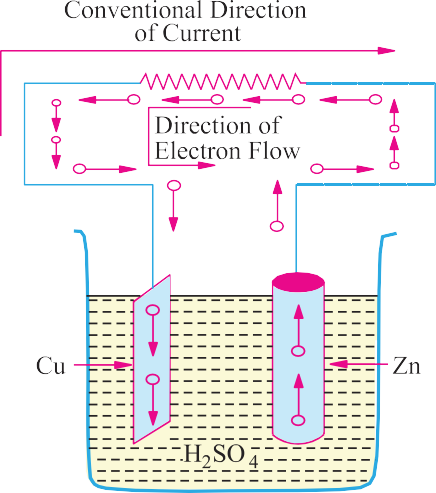 Conventional Direction
of Current
Direction of
Electron Flow
Cu
Zn
H₂SO₄